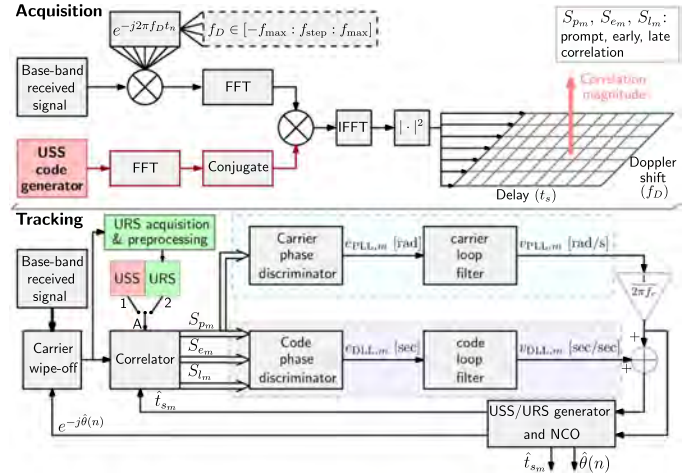 Acquisition
e^{-j2πf_D t_n}
f_D ∈ [−f_max : f_step : f_max]
S_{p_m}, S_{e_m}, S_{l_m}:
prompt, early, late
correlation
Base-band
received
signal
FFT
Correlation
magnitude
IFFT
|·|²
USS
code
generator
FFT
Conjugate
Doppler
shift
(f_D)
Delay (t_s)
Tracking
URS acquisition
& preprocessing
Base-band
received
signal
USS
URS
1
2
A
Carrier
phase
discriminator
e_{PLL,m} [rad]
carrier
loop
filter
v_{PLL,m} [rad/s]
1/(2πf_c)
Carrier
wipe-off
Correlator
S_{p_m}
S_{e_m}
S_{l_m}
Code
phase
discriminator
e_{DLL,m} [sec]
code
loop
filter
v_{DLL,m} [sec/sec]
+
+
t̂_{s_m}
e^{-jθ̂(n)}
USS/URS generator
and NCO
t̂_{s_m}
θ̂(n)